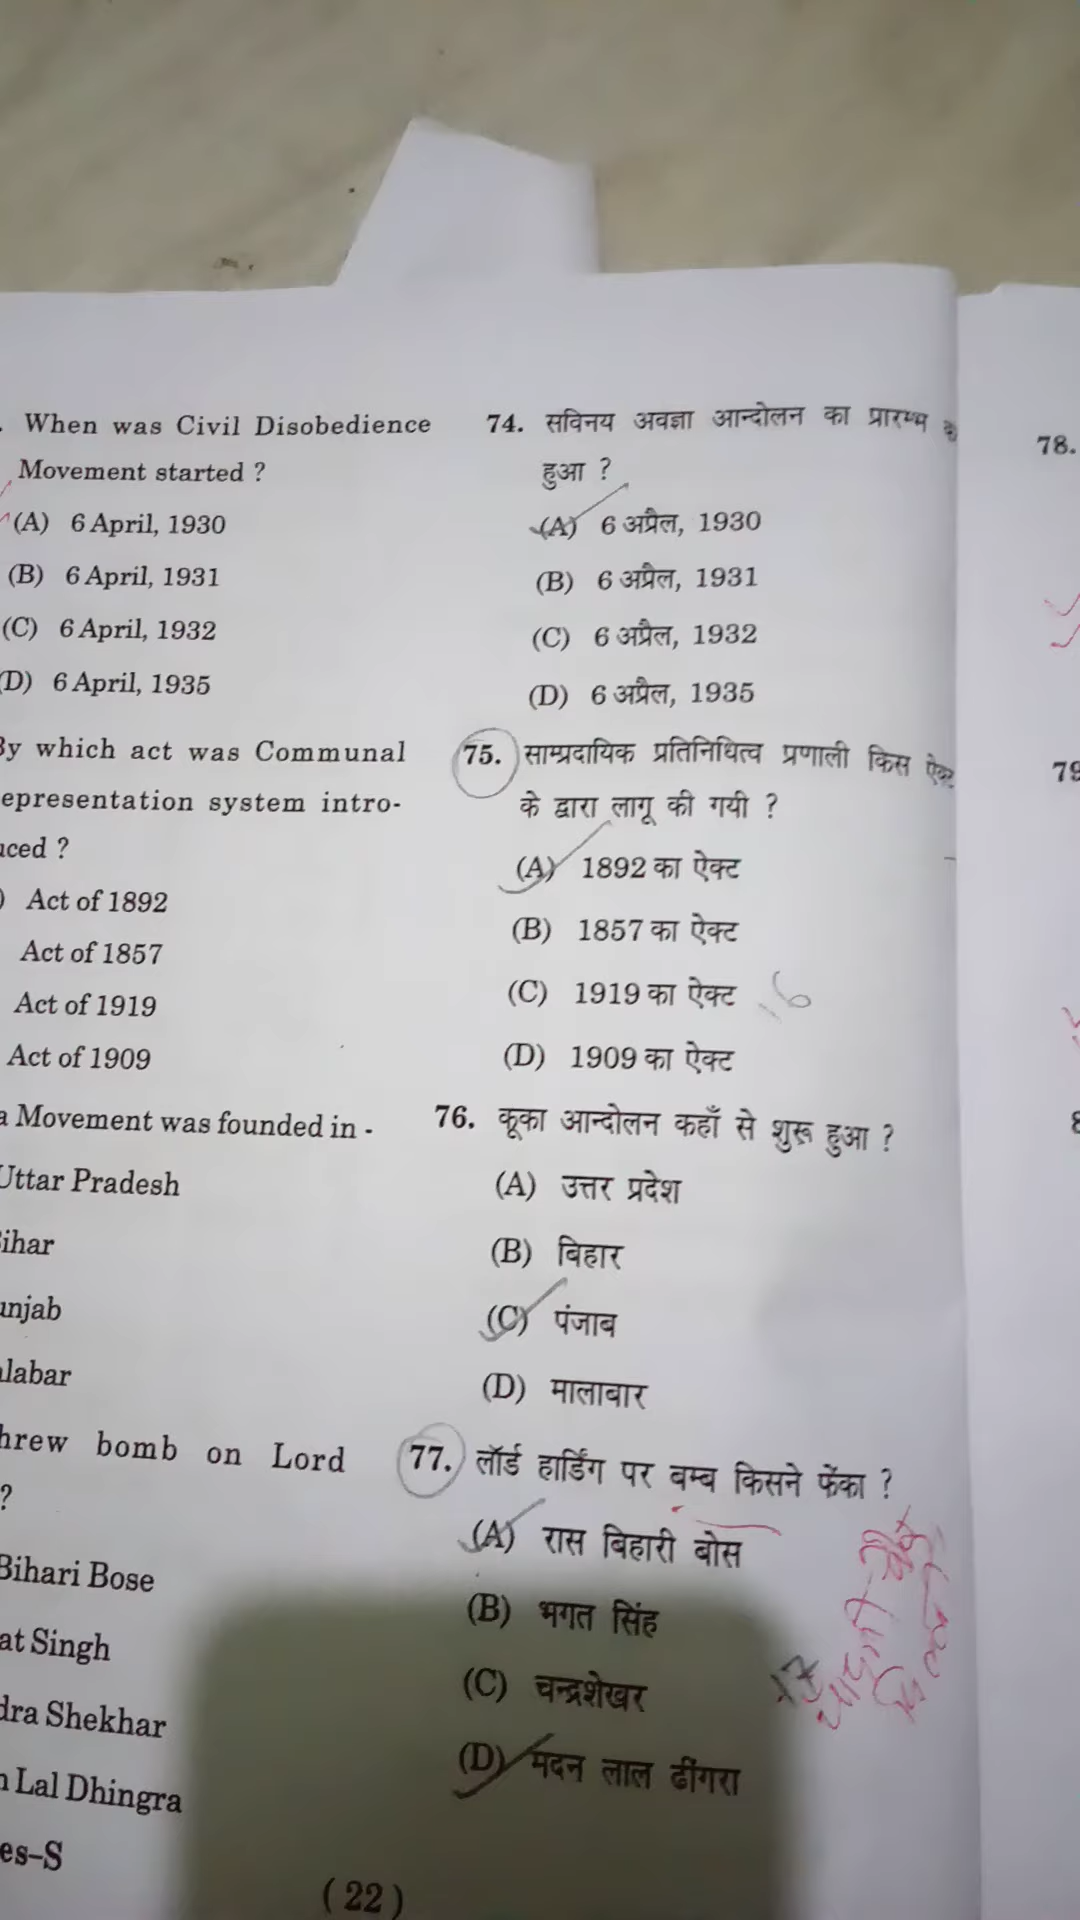 When was Civil Disobedience
Movement started ?
(A) 6 April, 1930
(B) 6 April, 1931
(C) 6 April, 1932
(D) 6 April, 1935
By which act was Communal
epresentation system intro-
uced ?
Act of 1892
Act of 1857
Act of 1919
Act of 1909
a Movement was founded in -
Uttar Pradesh
ihar
unjab
labar
hrew bomb on Lord
?
Bihari Bose
at Singh
dra Shekhar
n Lal Dhingra
es–S
74. सविनय अवज्ञा आन्दोलन का प्रारम्भ
हुआ ?
(A) 6 अप्रैल, 1930
(B) 6 अप्रैल, 1931
(C) 6 अप्रैल, 1932
(D) 6 अप्रैल, 1935
75. साम्प्रदायिक प्रतिनिधित्व प्रणाली किस ऐक्ट
के द्वारा लागू की गयी ?
(A) 1892 का ऐक्ट
(B) 1857 का ऐक्ट
(C) 1919 का ऐक्ट
(D) 1909 का ऐक्ट
76. कूका आन्दोलन कहाँ से शुरू हुआ ?
(A) उत्तर प्रदेश
(B) बिहार
(C) पंजाब
(D) मालाबार
77. लॉर्ड हार्डिंग पर बम्ब किसने फेंका ?
(A) रास बिहारी बोस
(B) भगत सिंह
(C) चन्द्रशेखर
(D) मदन लाल ढींगरा
( 22 )
78.
79
8